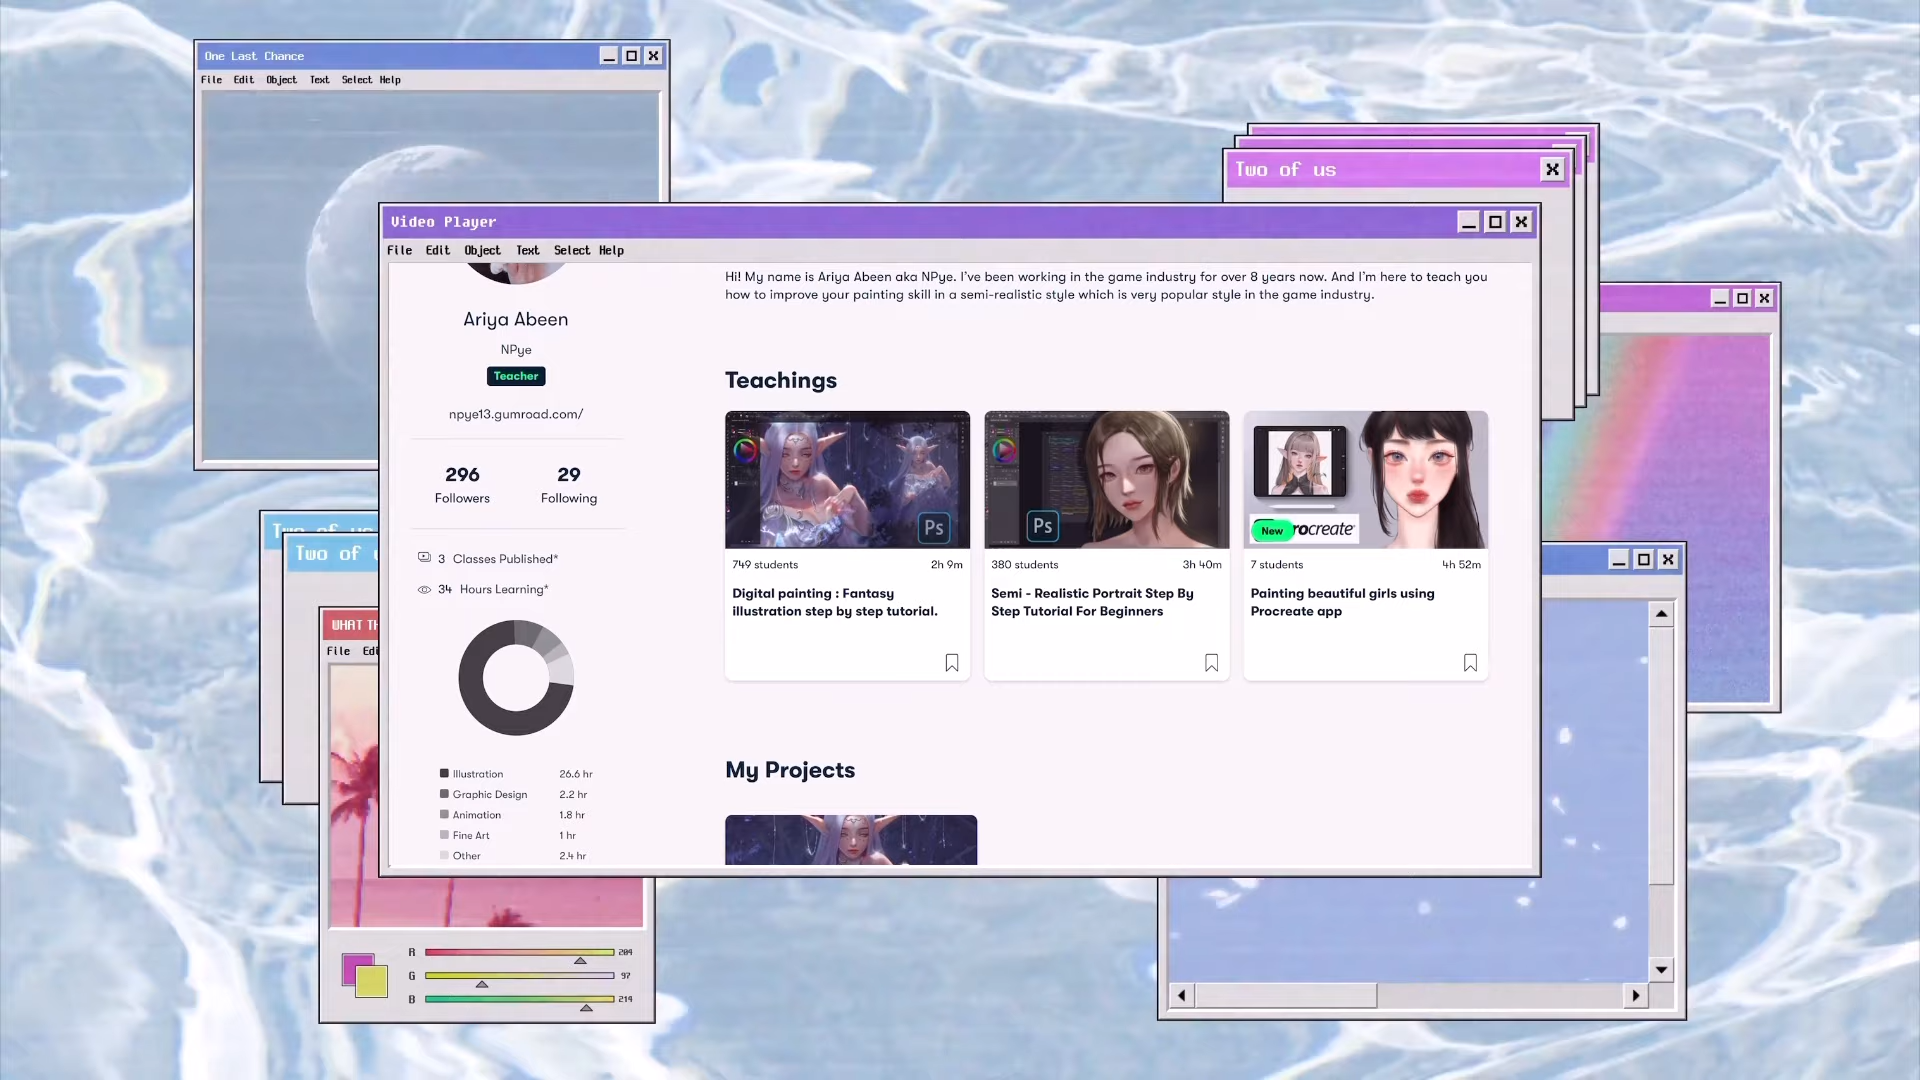 One Last Chance
File Edit Object Text Select Help
Two of us
Video Player
File Edit Object Text Select Help
Hi! My name is Ariya Abeen aka NPye. I've been working in the game industry for over 8 years now. And I'm here to teach you
how to improve your painting skill in a semi-realistic style which is very popular style in the game industry.
Ariya Abeen
NPye
Teacher
npye13.gumroad.com/
296
Followers
29
Following
3 Classes Published*
34 Hours Learning*
Illustration 26.6 hr
Graphic Design 2.2 hr
Animation 1.8 hr
Fine Art 1 hr
Other 2.4 hr
Teachings
Ps
749 students 2h 9m
Digital painting : Fantasy
illustration step by step tutorial.
Ps
380 students 3h 40m
Semi - Realistic Portrait Step By
Step Tutorial For Beginners
New rocreate
7 students 4h 52m
Painting beautiful girls using
Procreate app
My Projects
Two of us
Two of u
WHAT TH
File Edi
R 204
G 97
B 214